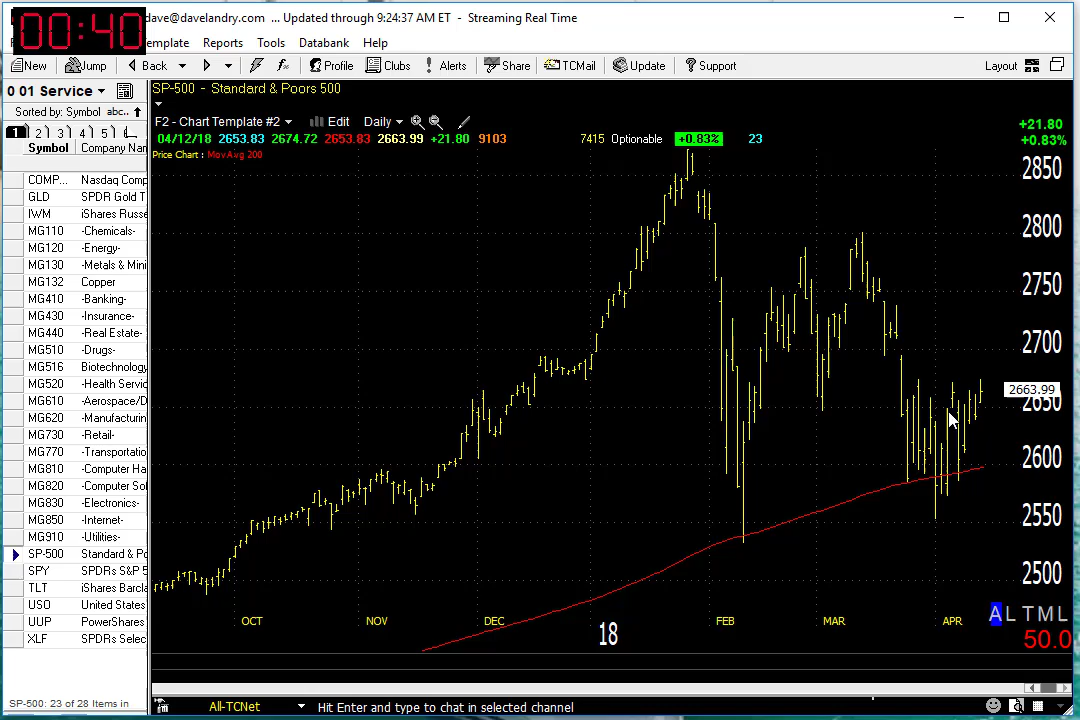 00:40
dave@davelandry.com ... Updated through 9:24:37 AM ET - Streaming Real Time
emplate Reports Tools Databank Help
New Jump Back Profile Clubs Alerts Share TCMail Update Support Layout
0 01 Service
SP-500 - Standard & Poors 500
Sorted by: Symbol abc..
F2 - Chart Template #2 Edit Daily
1 2 3 4 5
04/12/18 2653.83 2674.72 2653.83 2663.99 +21.80 9103 7415 Optionable +0.83% 23
+21.80
+0.83%
Symbol Company Nam
Price Chart : MovAvg 200
COMP... Nasdaq Comp
GLD SPDR Gold T
IWM iShares Russe
MG110 -Chemicals-
MG120 -Energy-
MG130 -Metals & Mini
MG132 Copper
MG410 -Banking-
MG430 -Insurance-
MG440 -Real Estate-
MG510 -Drugs-
MG516 Biotechnology
MG520 -Health Servic
MG610 -Aerospace/D
MG620 -Manufacturin
MG730 -Retail-
MG770 -Transportatio
MG810 -Computer Ha
MG820 -Computer So
MG830 -Electronics-
MG850 -Internet-
MG910 -Utilities-
SP-500 Standard & Po
SPY SPDRs S&P 5
TLT iShares Barcla
USO United States
UUP PowerShares
XLF SPDRs Selec
2850
2800
2750
2700
2663.99
2650
2600
2550
2500
OCT NOV DEC 18 FEB MAR APR
A L T M L
50.0
SP-500: 23 of 28 Items in
All-TCNet Hit Enter and type to chat in selected channel